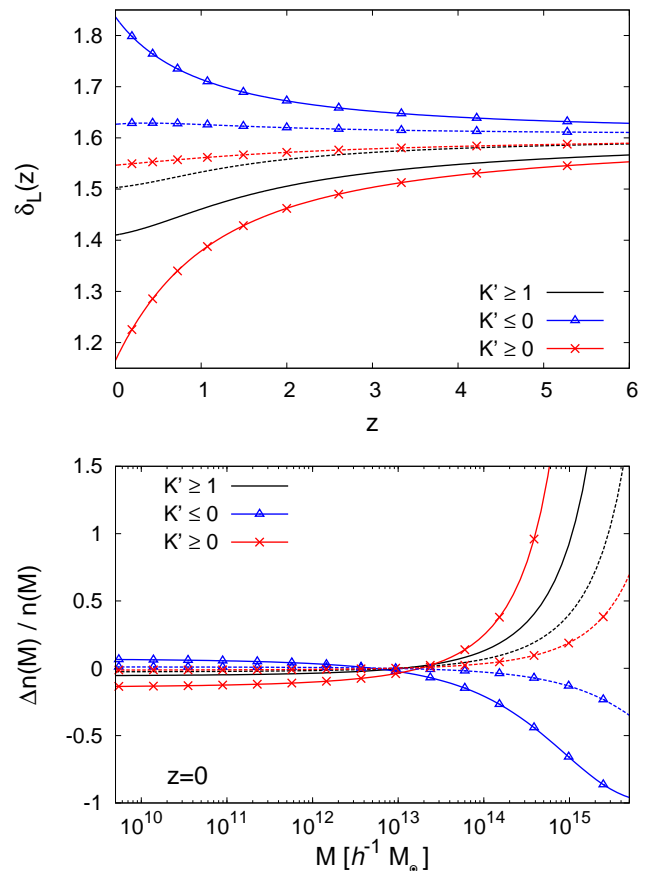 1.8
1.7
1.6
1.5
1.4
1.3
1.2
δL(z)
K' ≥ 1
K' ≤ 0
K' ≥ 0
0 1 2 3 4 5 6
z
1.5
1
0.5
0
-0.5
-1
Δn(M) / n(M)
K' ≥ 1
K' ≤ 0
K' ≥ 0
z=0
10^10 10^11 10^12 10^13 10^14 10^15
M [h^-1 M⊙]